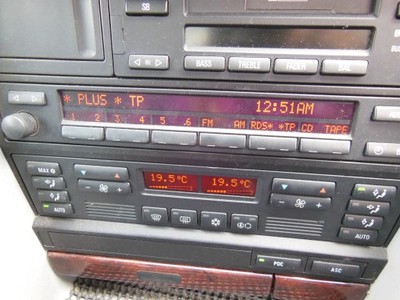 SB
BASS TREBLE FADER BAL
* PLUS * TP 12:51AM
1 2 3 4 5 .6 FM AM RDS* *TP CD TAPE
MAX
19.5°C 19.5°C
AUTO AUTO
PDC ASC